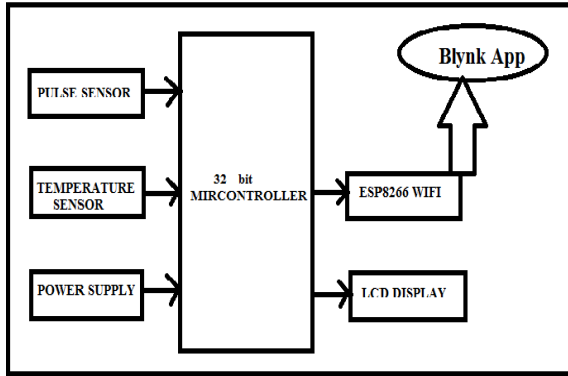 Blynk App
PULSE SENSOR
TEMPERATURE
SENSOR
POWER SUPPLY
32 bit
MIRCONTROLLER
ESP8266 WIFI
LCD DISPLAY